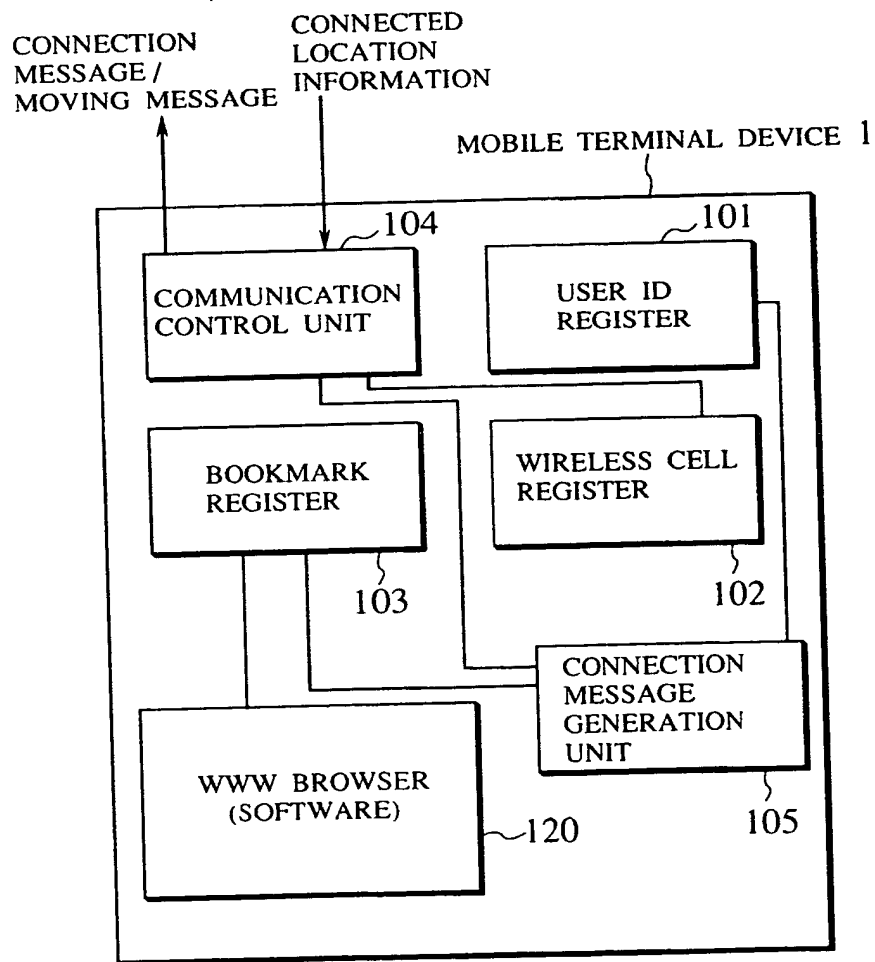 CONNECTION
MESSAGE/
MOVING MESSAGE
CONNECTED
LOCATION
INFORMATION
MOBILE TERMINAL DEVICE 1
104
COMMUNICATION
CONTROL UNIT
101
USER ID
REGISTER
BOOKMARK
REGISTER
103
WIRELESS CELL
REGISTER
102
CONNECTION
MESSAGE
GENERATION
UNIT
105
WWW BROWSER
(SOFTWARE)
120